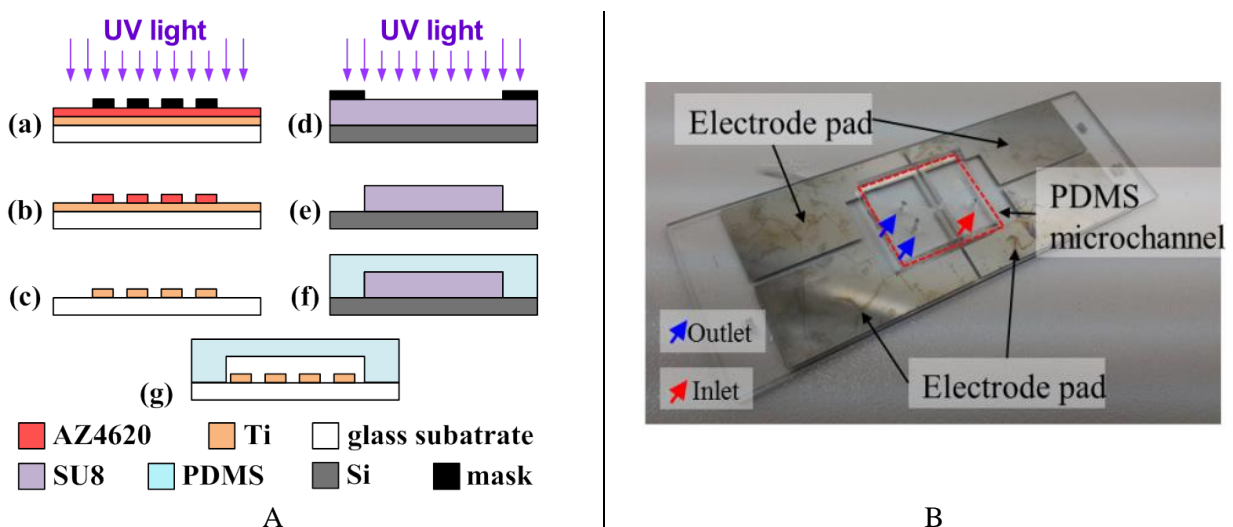 UV light
UV light
(a)
(d)
(b)
(e)
(c)
(f)
(g)
AZ4620
Ti
glass subatrate
SU8
PDMS
Si
mask
A
Electrode pad
PDMS
microchannel
Outlet
Inlet
Electrode pad
B